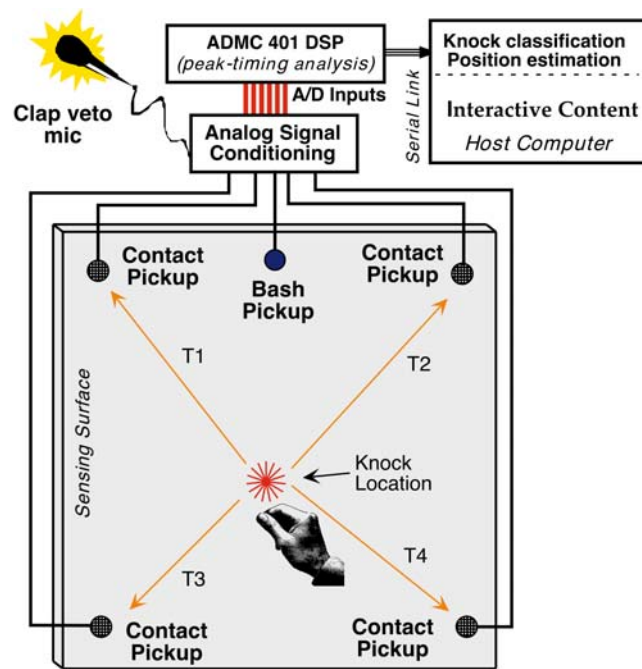 ADMC 401 DSP
(peak-timing analysis)
Knock classification
Position estimation
Clap veto
mic
A/D Inputs
Serial Link
Interactive Content
Host Computer
Analog Signal
Conditioning
Contact
Pickup
Bash
Pickup
Contact
Pickup
T1
T2
Sensing Surface
Knock
Location
T3
T4
Contact
Pickup
Contact
Pickup